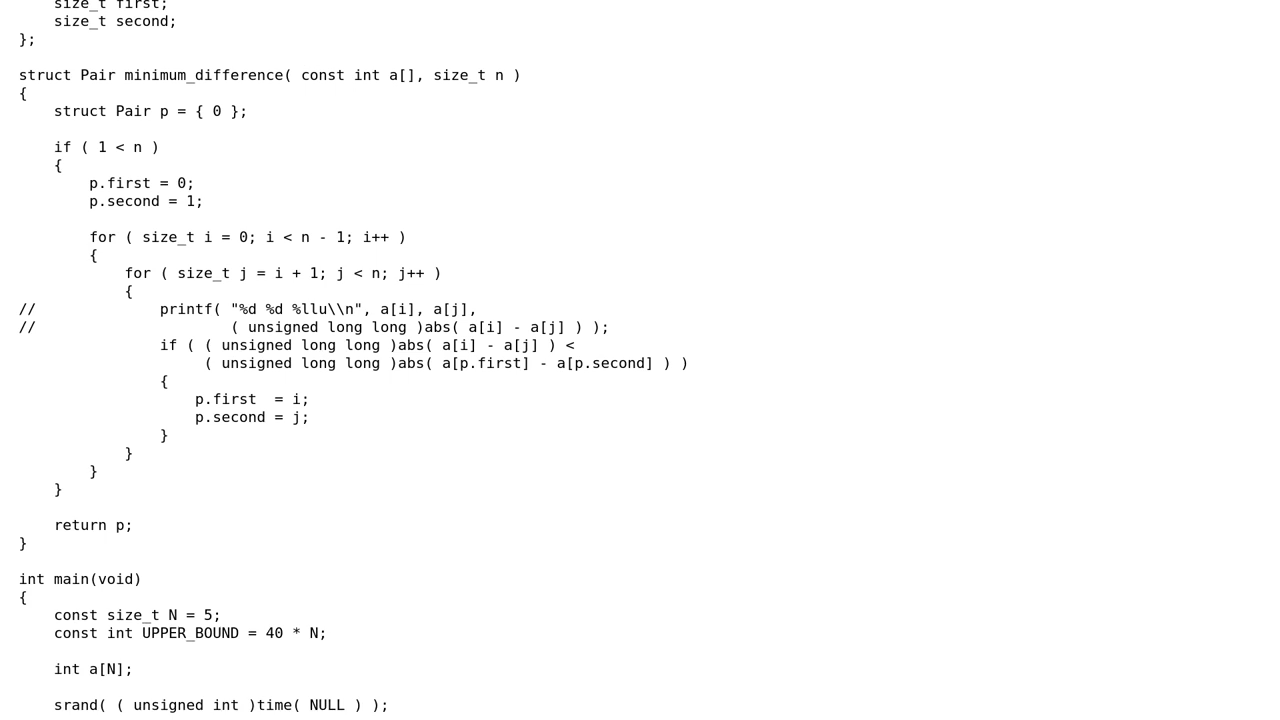 size_t first;
    size_t second;
};

struct Pair minimum_difference( const int a[], size_t n )
{
    struct Pair p = { 0 };

    if ( 1 < n )
    {
        p.first = 0;
        p.second = 1;

        for ( size_t i = 0; i < n - 1; i++ )
        {
            for ( size_t j = i + 1; j < n; j++ )
            {
//              printf( "%d %d %llu\\n", a[i], a[j],
//                      ( unsigned long long )abs( a[i] - a[j] ) );
                if ( ( unsigned long long )abs( a[i] - a[j] ) <
                     ( unsigned long long )abs( a[p.first] - a[p.second] ) )
                {
                    p.first  = i;
                    p.second = j;
                }
            }
        }
    }

    return p;
}

int main(void)
{
    const size_t N = 5;
    const int UPPER_BOUND = 40 * N;

    int a[N];

    srand( ( unsigned int )time( NULL ) );